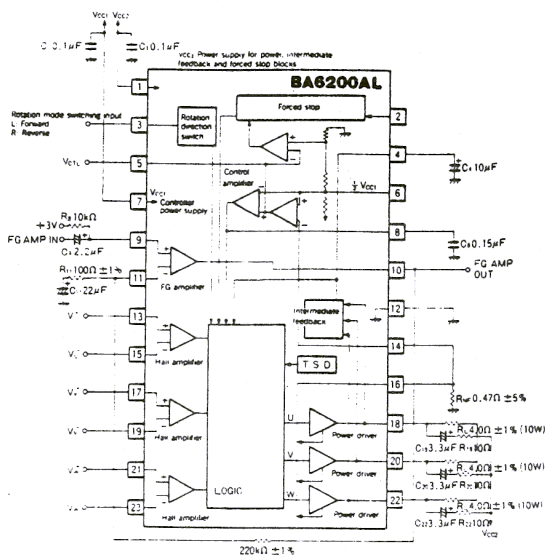 VCC1 VCC2
0.1μF
0.1μF
VCC2 Power supply for power, intermediate
feedback and forced stop blocks
BA6200AL
1
Forced stop
2
Rotation mode switching input
L: Forward
R: Reverse
3
Rotation
direction
switch
4
10μF
VCTL
5
Control
amplifier
½ VCC1
6
7
VCC1
Controller
power supply
R9 10kΩ
+3V
8
0.15μF
FG AMP IN
2.2μF
9
10
FG AMP
OUT
100Ω ±1%
11
FG amplifier
22μF
Intermediate
feedback
12
13
14
Hall amplifier
15
TSD
16
RNF 0.47Ω ±5%
17
U
18
RL 4.0Ω ±1% (10W)
Power driver
3.3μF
10Ω
19
Hall amplifier
V
20
RL 4.0Ω ±1% (10W)
Power driver
3.3μF
10Ω
21
W
22
RL 4.0Ω ±1% (10W)
Power driver
3.3μF
10Ω
23
Hall amplifier
LOGIC
VCC2
220kΩ ±1%